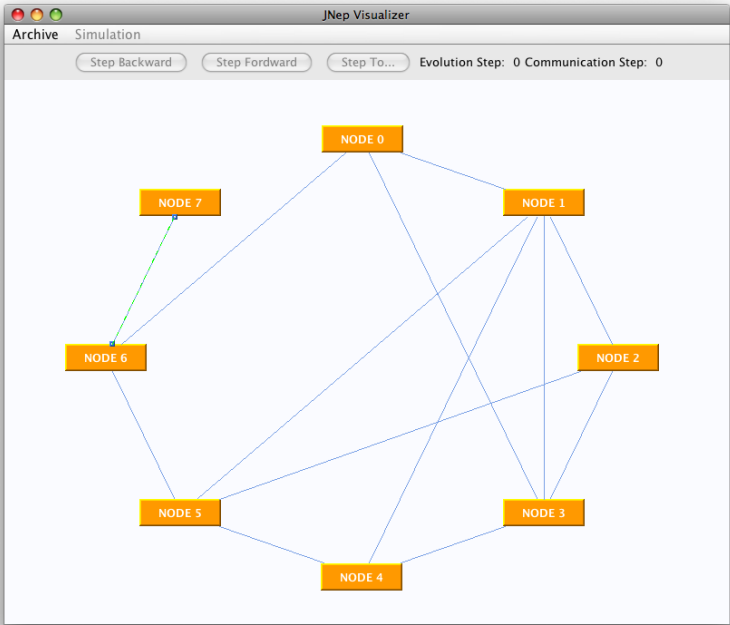 JNep Visualizer
Archive Simulation
Step Backward Step Fordward Step To... Evolution Step: 0 Communication Step: 0
NODE 0
NODE 7
NODE 1
NODE 6
NODE 2
NODE 5
NODE 3
NODE 4